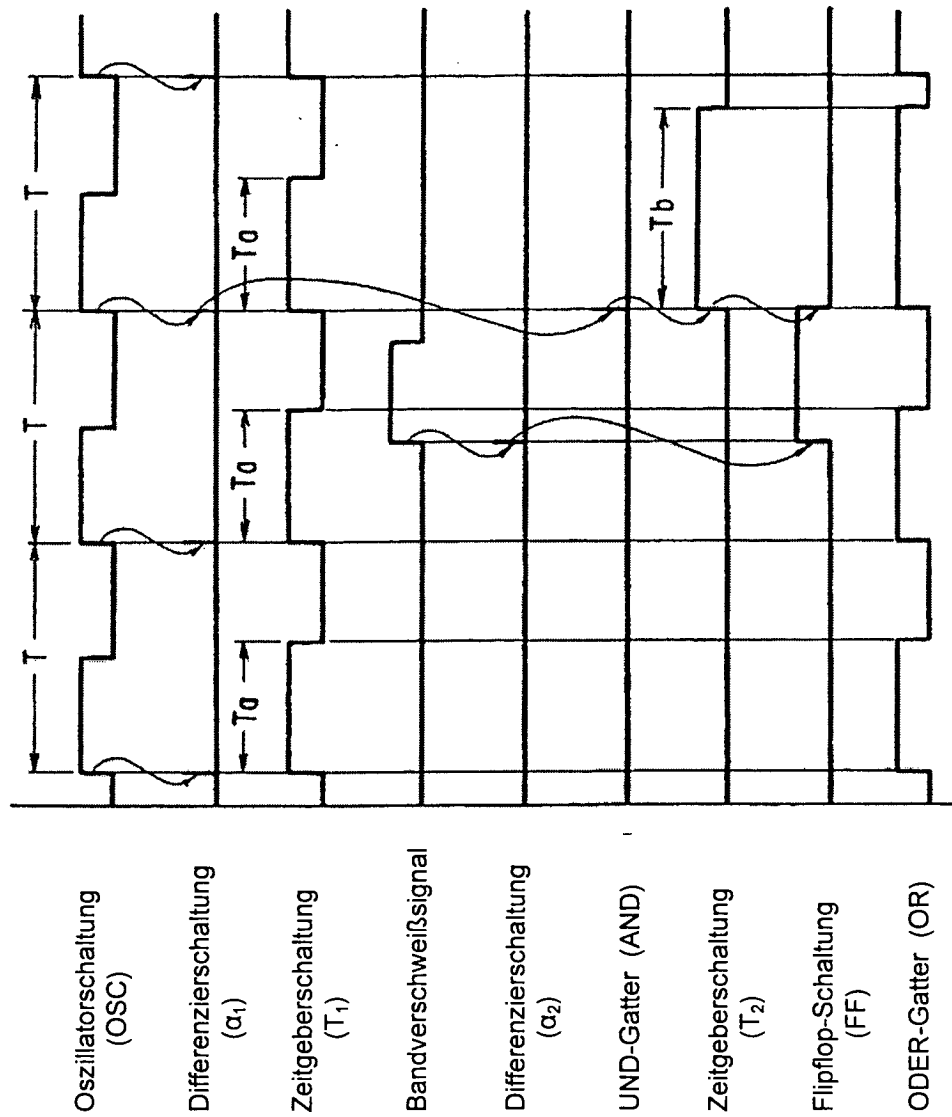 T
T
T
Ta
Ta
Ta
Tb
Oszillatorschaltung
(OSC)
Differenzierschaltung
(α₁)
Zeitgeberschaltung
(T₁)
Bandverschweißsignal
Differenzierschaltung
(α₂)
UND-Gatter (AND)
Zeitgeberschaltung
(T₂)
Flipflop-Schaltung
(FF)
ODER-Gatter (OR)